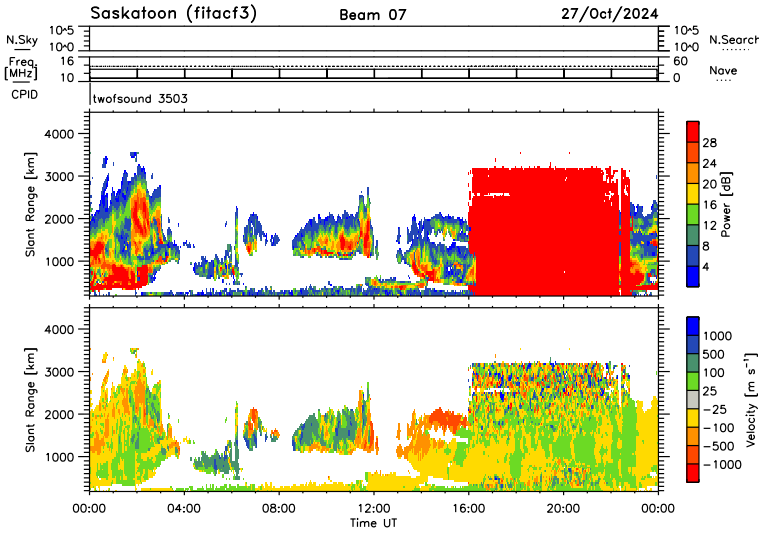 Saskatoon (fitacf3) Beam 07 27/Oct/2024
10^5 10^5
N.Sky N.Search
10^0 10^0
Freq. 16 60
[MHz] Nave
10 0
CPID twofsound 3503
4000
3000
2000
1000
Slant Range [km]
28
24
20
16
12
8
4
Power [dB]
4000
3000
2000
1000
Slant Range [km]
1000
500
100
25
-25
-100
-500
-1000
Velocity [m s⁻¹]
00:00 04:00 08:00 12:00 16:00 20:00 00:00
Time UT